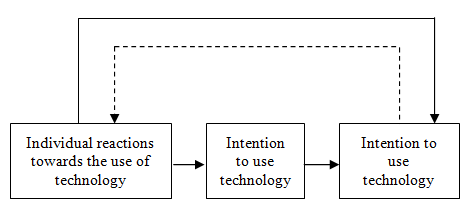 Individual reactions
towards the use of
technology
Intention
to use
technology
Intention to
use
technology